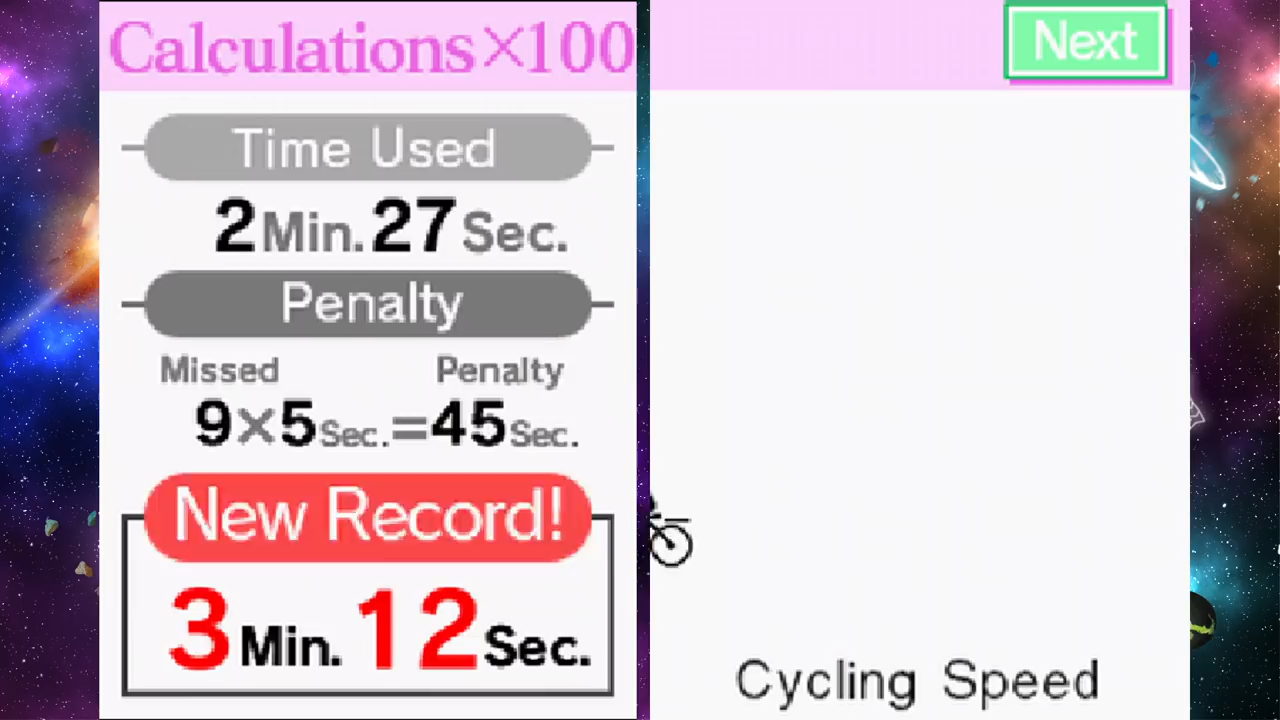 Calculations×100
Time Used
2Min.27Sec.
Penalty
Missed Penalty
9×5Sec.=45Sec.
New Record!
3Min. 12Sec.
Next
Cycling Speed